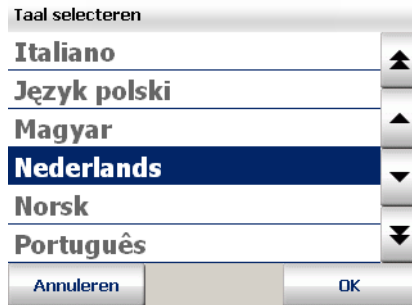 Taal selecteren
Italiano
Język polski
Magyar
Nederlands
Norsk
Português
Annuleren OK